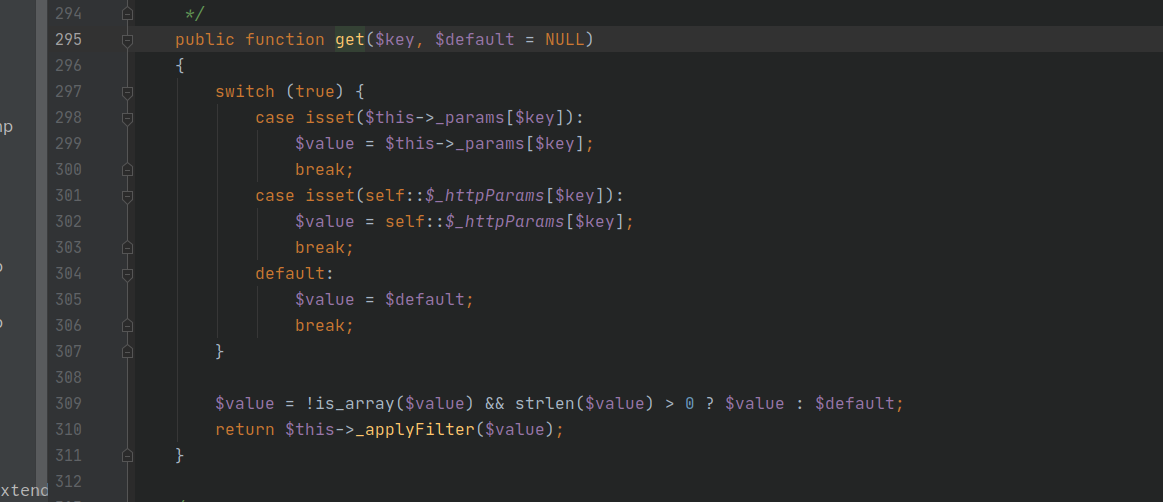 294 */
295 public function get($key, $default = NULL)
296 {
297 switch (true) {
298 case isset($this->_params[$key]):
299 $value = $this->_params[$key];
300 break;
301 case isset(self::$_httpParams[$key]):
302 $value = self::$_httpParams[$key];
303 break;
304 default:
305 $value = $default;
306 break;
307 }
308
309 $value = !is_array($value) && strlen($value) > 0 ? $value : $default;
310 return $this->_applyFilter($value);
311 }
312
xtend